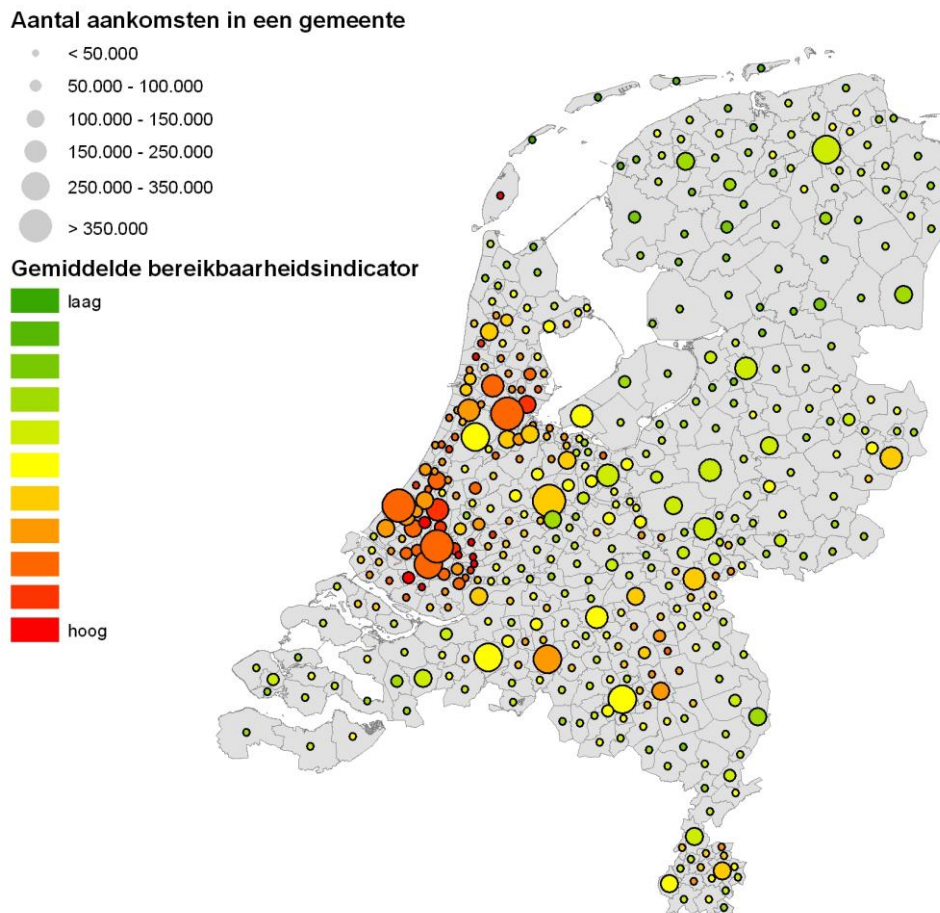 Aantal aankomsten in een gemeente
< 50.000
50.000 - 100.000
100.000 - 150.000
150.000 - 250.000
250.000 - 350.000
> 350.000
Gemiddelde bereikbaarheidsindicator
laag
hoog